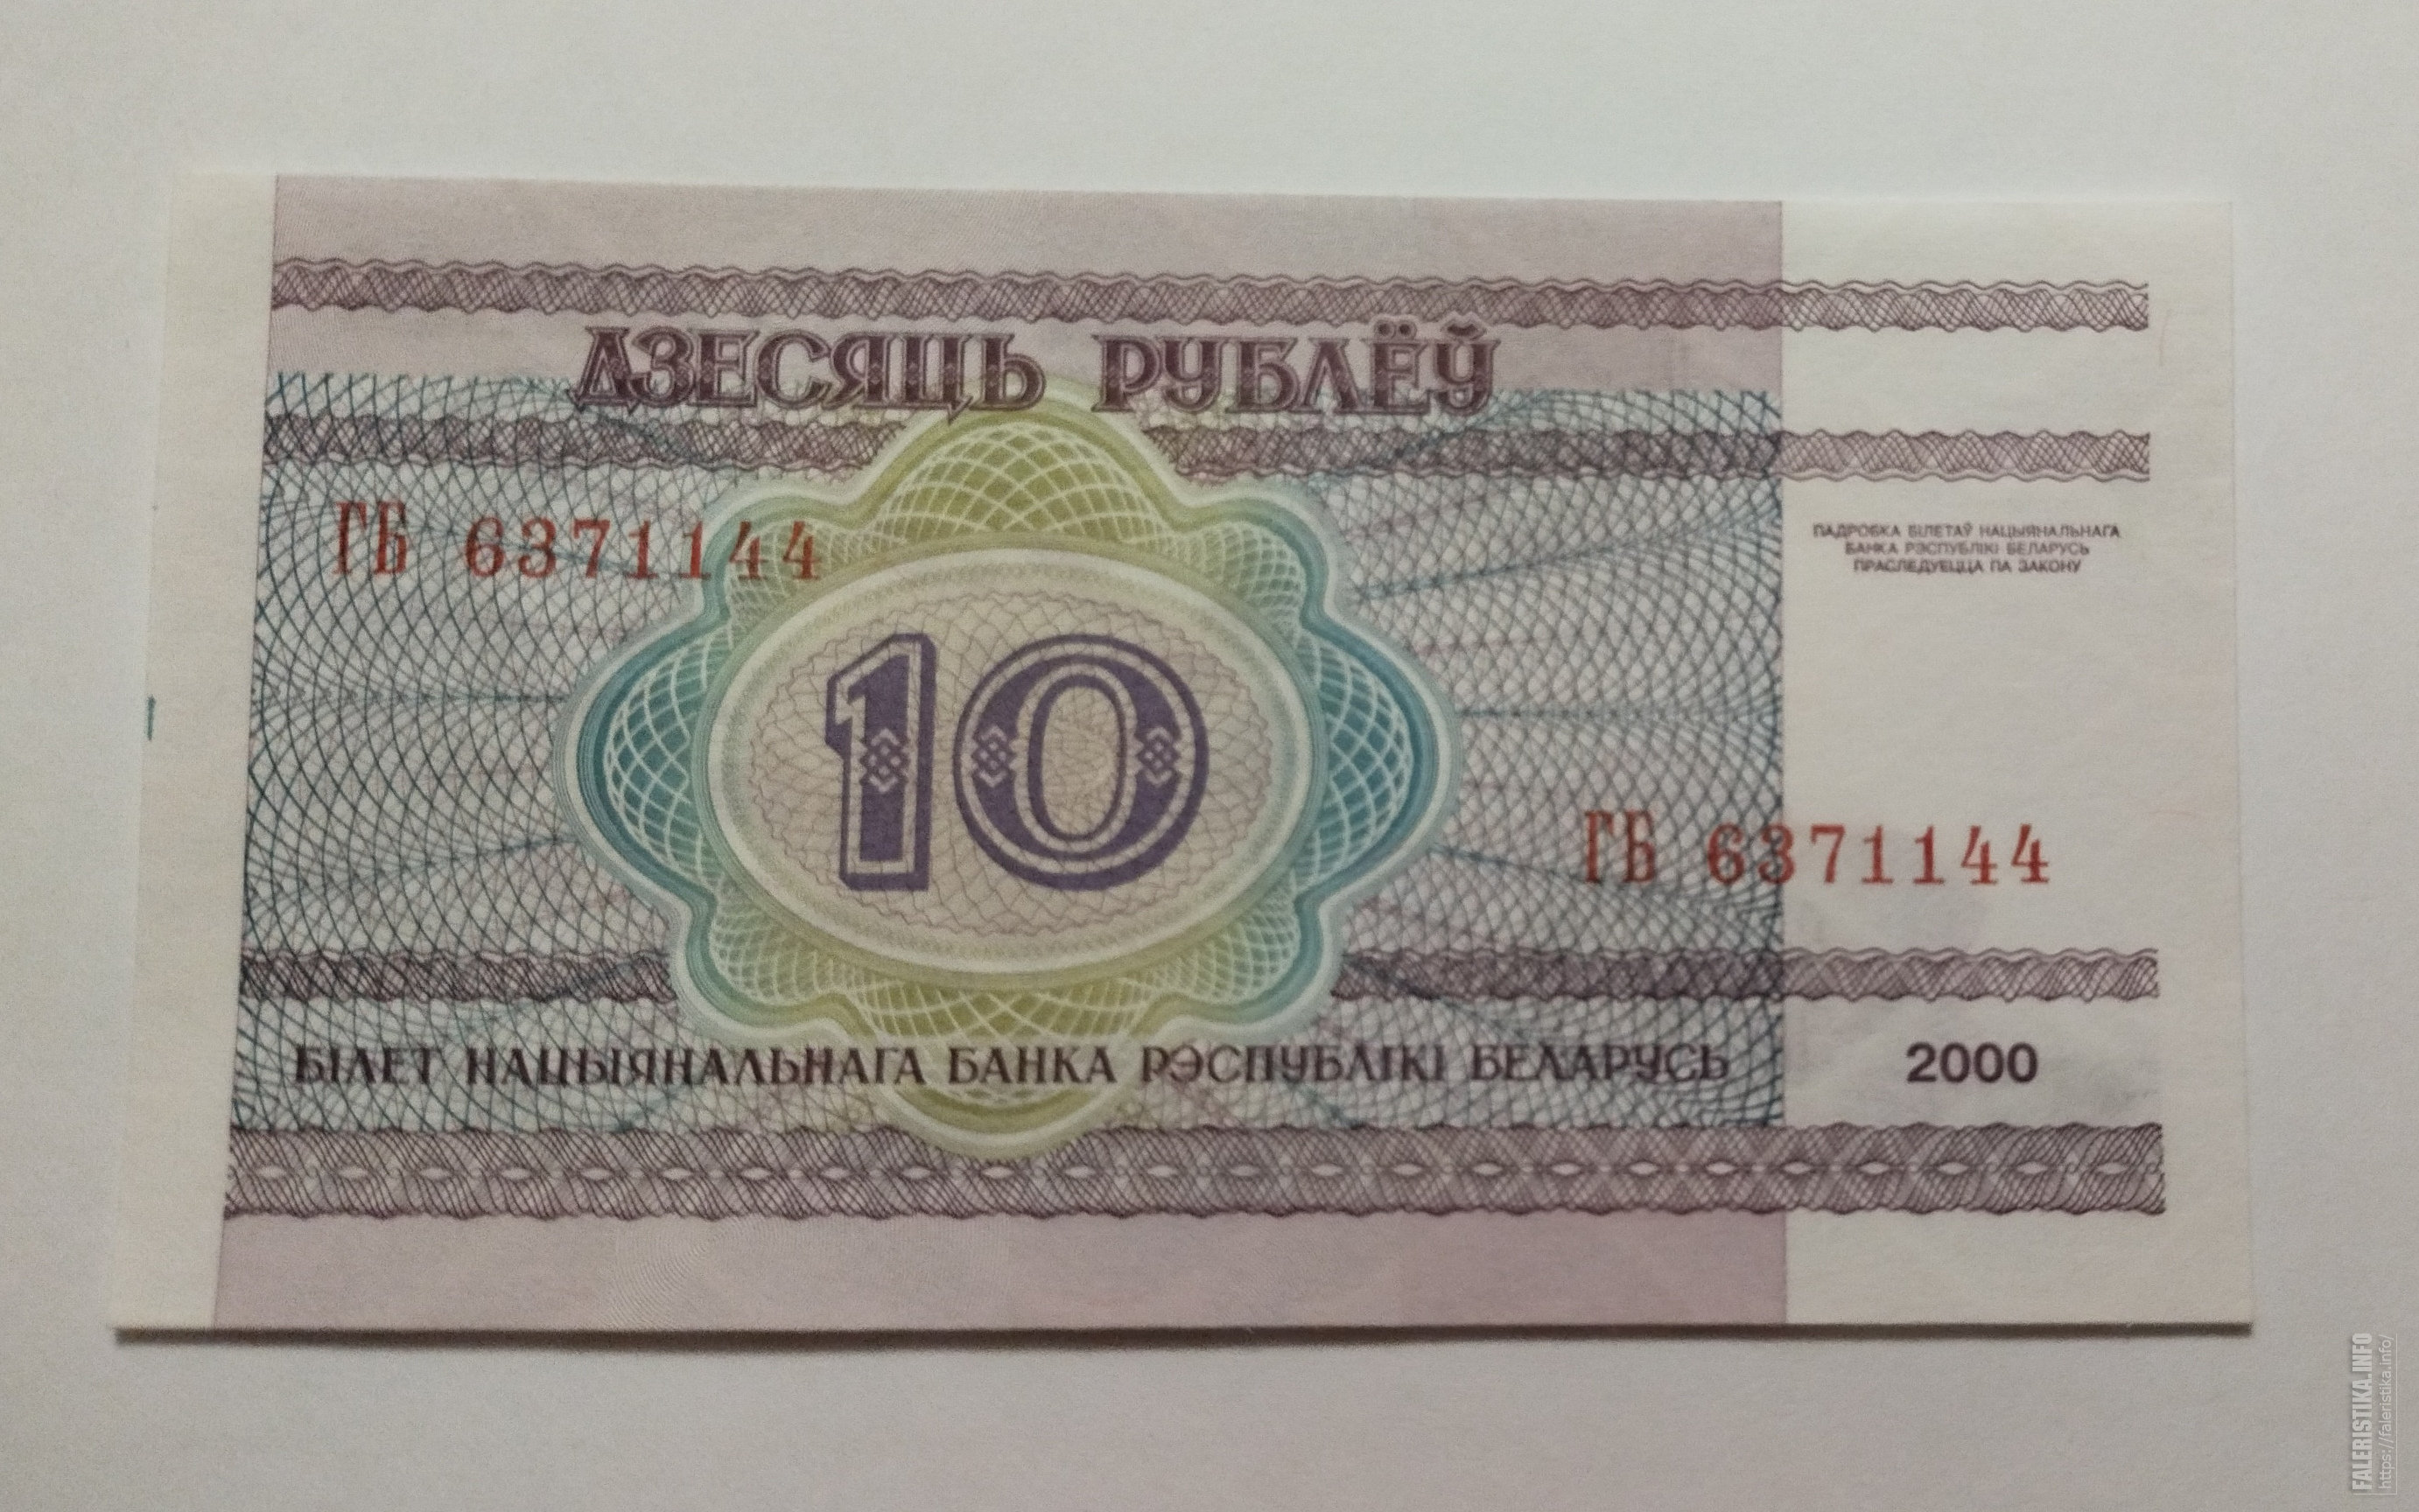 ДЗЕСЯЦЬ РУБЛЁЎ
ГБ 6371144
ПАДРОБКА БІЛЕТАЎ НАЦЫЯНАЛЬНАГА
БАНКА РЭСПУБЛІКІ БЕЛАРУСЬ
ПРАСЛЕДУЕЦЦА ПА ЗАКОНУ
10
ГБ 6371144
БІЛЕТ НАЦЫЯНАЛЬНАГА БАНКА РЭСПУБЛІКІ БЕЛАРУСЬ
2000
FALERISTIKA.INFO
https://faleristika.info/